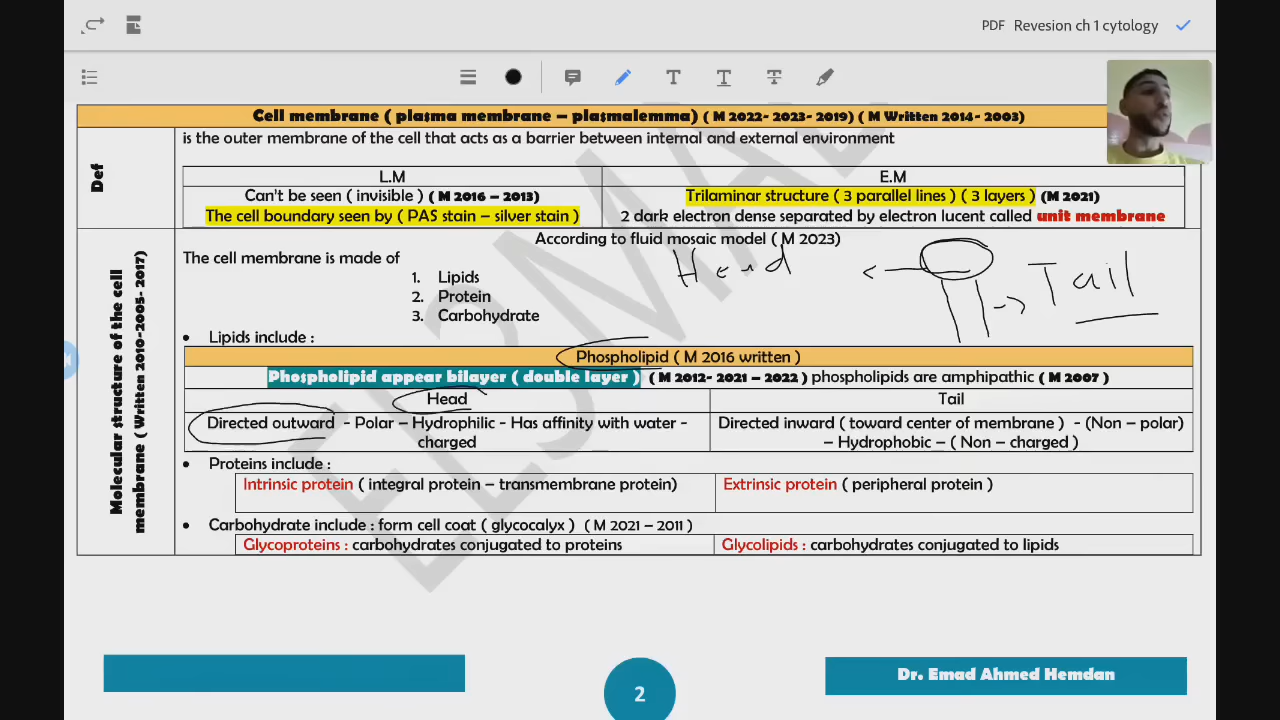 PDF Revesion ch 1 cytology
Cell membrane ( plasma membrane – plasmalemma) ( M 2022- 2023- 2019) ( M Written 2014- 2003)
Def
is the outer membrane of the cell that acts as a barrier between internal and external environment
L.M
E.M
Can't be seen ( invisible ) ( M 2016 – 2013)
The cell boundary seen by ( PAS stain – silver stain )
Trilaminar structure ( 3 parallel lines ) ( 3 layers ) (M 2021)
2 dark electron dense separated by electron lucent called unit membrane
Molecular structure of the cell
membrane ( Written 2010-2005- 2017)
According to fluid mosaic model ( M 2023)
The cell membrane is made of
Head
Tail
1. Lipids
2. Protein
3. Carbohydrate
• Lipids include :
Phospholipid ( M 2016 written )
Phospholipid appear bilayer ( double layer ) ( M 2012- 2021 – 2022 ) phospholipids are amphipathic ( M 2007 )
Head
Tail
Directed outward - Polar – Hydrophilic - Has affinity with water -
charged
Directed inward ( toward center of membrane ) - (Non – polar)
– Hydrophobic – ( Non – charged )
• Proteins include :
Intrinsic protein ( integral protein – transmembrane protein)
Extrinsic protein ( peripheral protein )
• Carbohydrate include : form cell coat ( glycocalyx ) ( M 2021 – 2011 )
Glycoproteins : carbohydrates conjugated to proteins
Glycolipids : carbohydrates conjugated to lipids
2
Dr. Emad Ahmed Hemdan